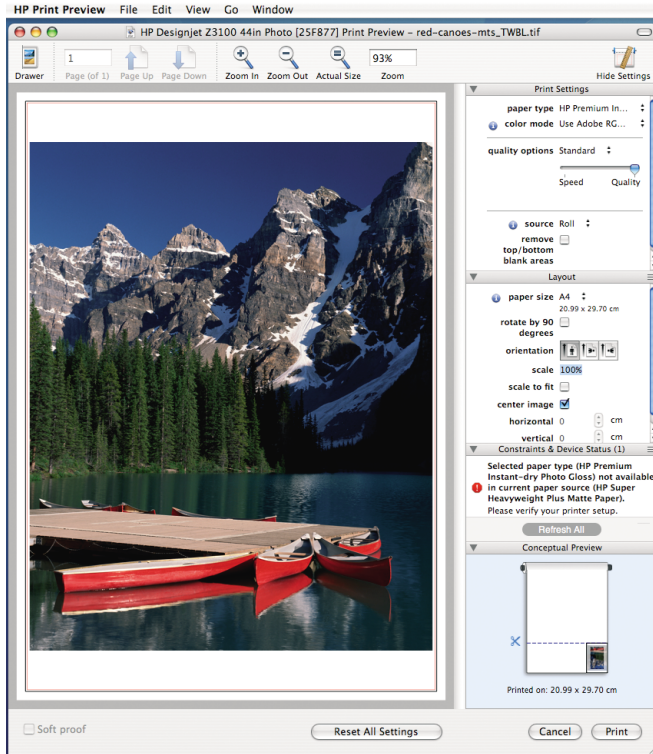 HP Print Preview File Edit View Go Window
HP Designjet Z3100 44in Photo [25F877] Print Preview – red-canoes-mts_TWBL.tif
1
93%
Drawer Page (of 1) Page Up Page Down Zoom In Zoom Out Actual Size Zoom Hide Settings
Print Settings
paper type HP Premium In...
color mode Use Adobe RG...
quality options Standard
Speed Quality
source Roll
remove
top/bottom
blank areas
Layout
paper size A4
20.99 x 29.70 cm
rotate by 90
degrees
orientation
scale 100%
scale to fit
center image
horizontal 0 cm
vertical 0 cm
Constraints & Device Status (1)
Selected paper type (HP Premium
Instant-dry Photo Gloss) not available
in current paper source (HP Super
Heavyweight Plus Matte Paper).
Please verify your printer setup.
Refresh All
Conceptual Preview
Printed on: 20.99 x 29.70 cm
Soft proof Reset All Settings Cancel Print